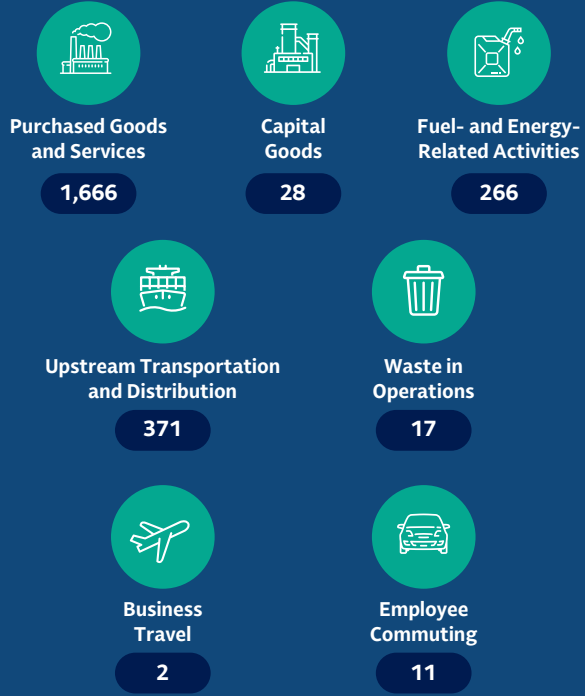 Purchased Goods
and Services
1,666
Capital
Goods
28
Fuel- and Energy-
Related Activities
266
Upstream Transportation
and Distribution
371
Waste in
Operations
17
Business
Travel
2
Employee
Commuting
11